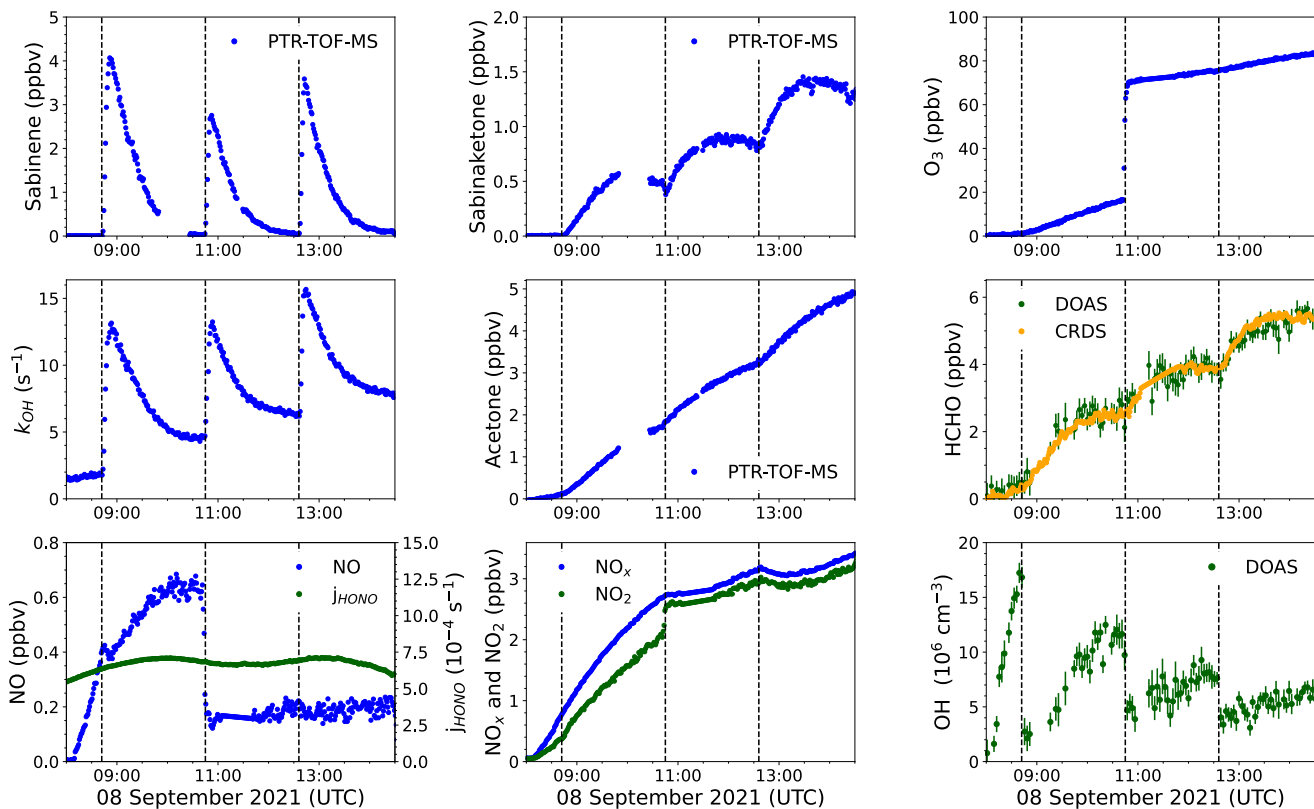 Sabinene (ppbv)
5
4
3
2
1
0
PTR-TOF-MS
09:00 11:00 13:00
Sabinaketone (ppbv)
2.0
1.5
1.0
0.5
0.0
PTR-TOF-MS
09:00 11:00 13:00
O₃ (ppbv)
100
80
60
40
20
0
09:00 11:00 13:00
k_OH (s⁻¹)
15
10
5
0
09:00 11:00 13:00
Acetone (ppbv)
5
4
3
2
1
0
PTR-TOF-MS
09:00 11:00 13:00
HCHO (ppbv)
6
4
2
0
DOAS
CRDS
09:00 11:00 13:00
NO (ppbv)
0.8
0.6
0.4
0.2
0.0
NO
j_HONO
15.0
12.5
10.0
7.5
5.0
2.5
0.0
j_HONO (10⁻⁴ s⁻¹)
09:00 11:00 13:00
08 September 2021 (UTC)
NOₓ and NO₂ (ppbv)
3
2
1
0
NOₓ
NO₂
09:00 11:00 13:00
08 September 2021 (UTC)
OH (10⁶ cm⁻³)
20
15
10
5
0
DOAS
09:00 11:00 13:00
08 September 2021 (UTC)